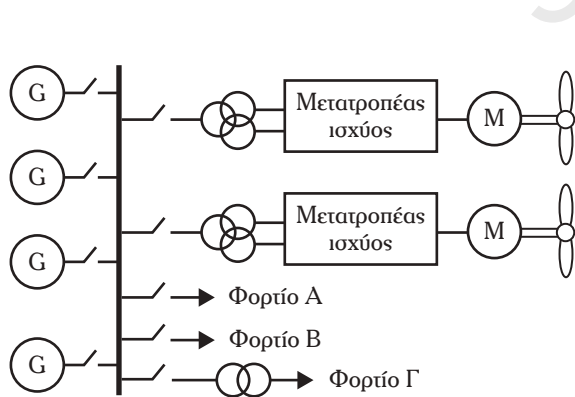 G
Μετατροπέας
ισχύος
M
G
Μετατροπέας
ισχύος
M
G
Φορτίο Α
Φορτίο Β
G
Φορτίο Γ